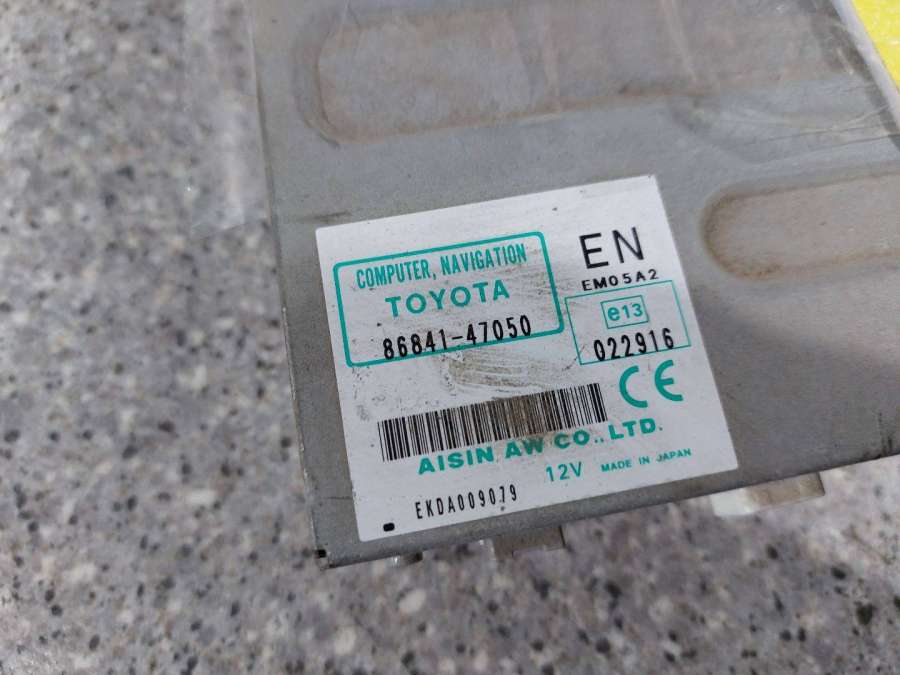 COMPUTER, NAVIGATION
TOYOTA
86841-47050
EN
EM05A2
e13
022916
CE
AISIN AW CO., LTD.
12V MADE IN JAPAN
EKDA009079